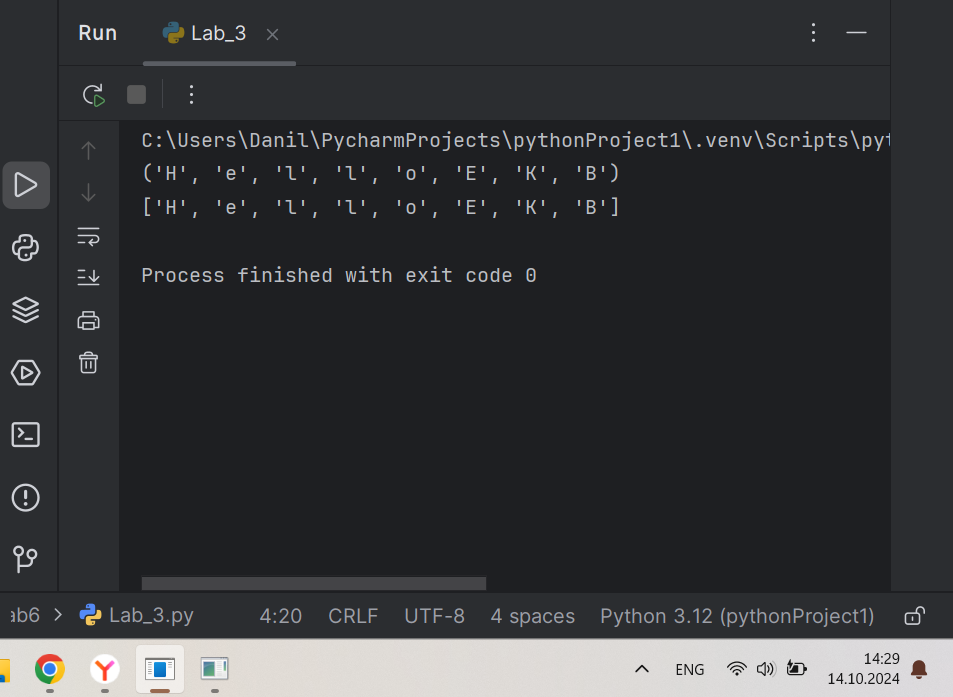 Run Lab_3
C:\Users\Danil\PycharmProjects\pythonProject1\.venv\Scripts\pyt
('H', 'e', 'l', 'l', 'o', 'E', 'K', 'B')
['H', 'e', 'l', 'l', 'o', 'E', 'K', 'B']
Process finished with exit code 0
ab6 > Lab_3.py 4:20 CRLF UTF-8 4 spaces Python 3.12 (pythonProject1)
ENG 14:29
14.10.2024